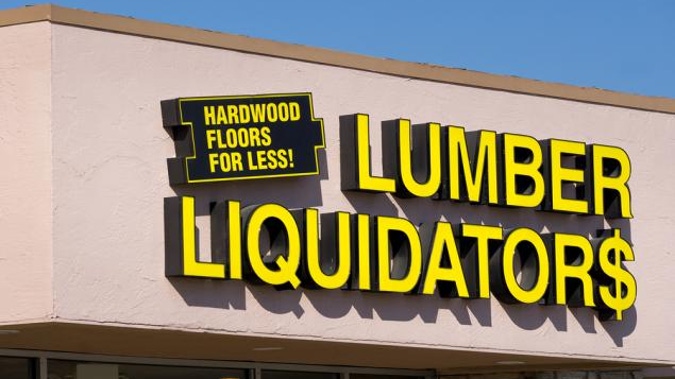 HARDWOOD
FLOORS
FOR LESS!
LUMBER
LIQUIDATOR$